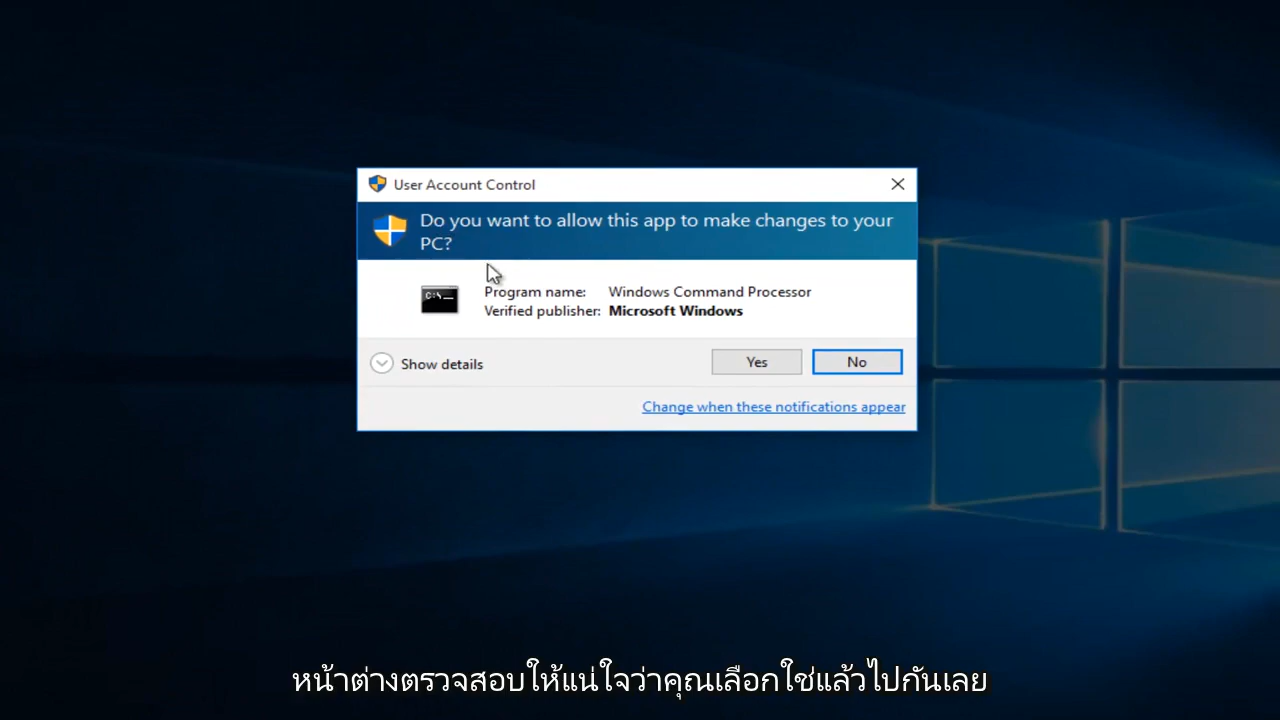 User Account Control
Do you want to allow this app to make changes to your
PC?
C:\_
Program name: Windows Command Processor
Verified publisher: Microsoft Windows
Show details
Yes
No
Change when these notifications appear
หน้าต่างตรวจสอบให้แน่ใจว่าคุณเลือกใช่แล้วไปกันเลย